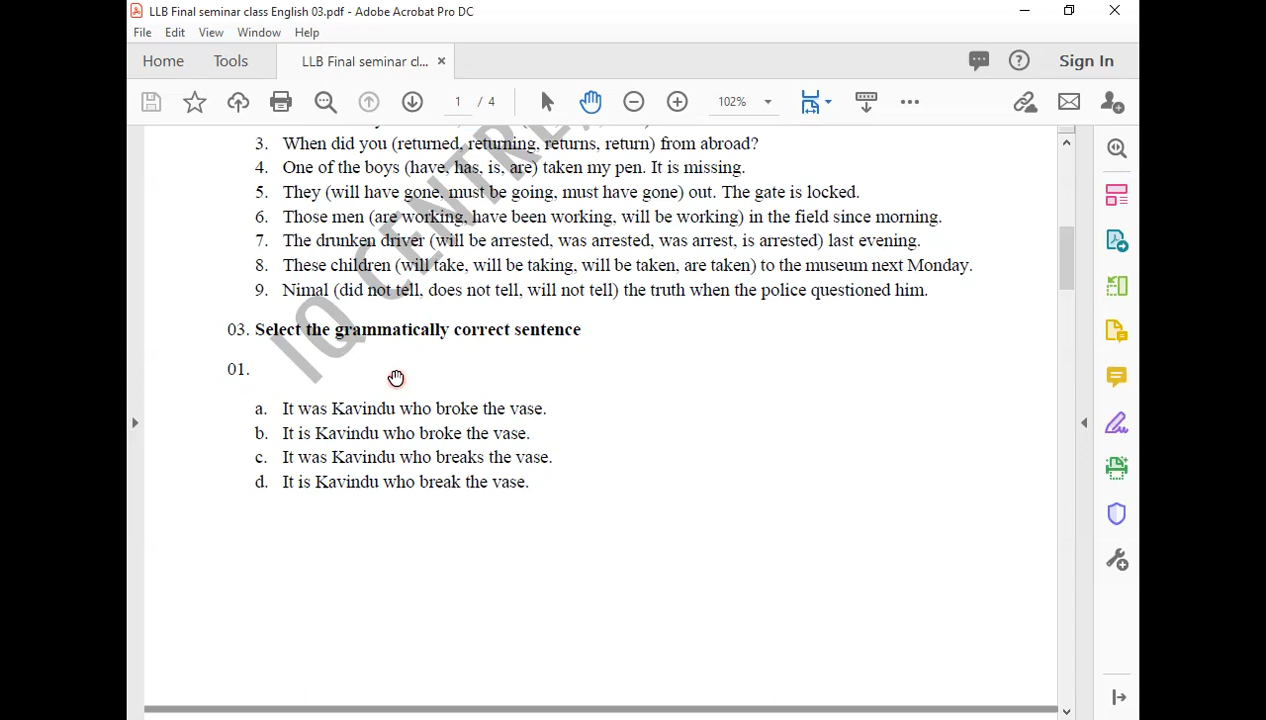 LLB Final seminar class English 03.pdf - Adobe Acrobat Pro DC
File Edit View Window Help
Home Tools LLB Final seminar cl... × Sign In
1 / 4 102%
3. When did you (returned, returning, returns, return) from abroad?
4. One of the boys (have, has, is, are) taken my pen. It is missing.
5. They (will have gone, must be going, must have gone) out. The gate is locked.
6. Those men (are working, have been working, will be working) in the field since morning.
7. The drunken driver (will be arrested, was arrested, was arrest, is arrested) last evening.
8. These children (will take, will be taking, will be taken, are taken) to the museum next Monday.
9. Nimal (did not tell, does not tell, will not tell) the truth when the police questioned him.
03. Select the grammatically correct sentence
01.
a. It was Kavindu who broke the vase.
b. It is Kavindu who broke the vase.
c. It was Kavindu who breaks the vase.
d. It is Kavindu who break the vase.
IQ CENTRE